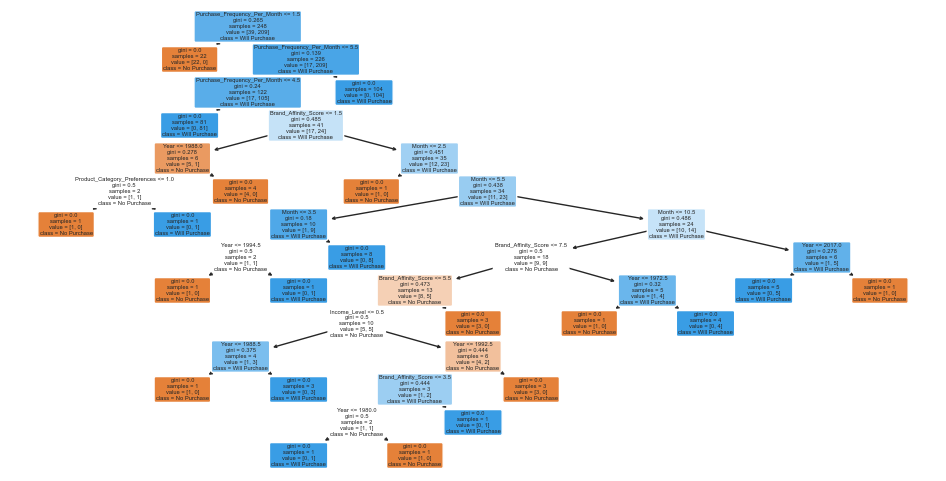 Purchase_Frequency_Per_Month <= 1.5
gini = 0.265
samples = 248
value = [39, 209]
class = Will Purchase
gini = 0.0
samples = 22
value = [22, 0]
class = No Purchase
Purchase_Frequency_Per_Month <= 5.5
gini = 0.139
samples = 226
value = [17, 209]
class = Will Purchase
Purchase_Frequency_Per_Month <= 4.5
gini = 0.24
samples = 122
value = [17, 105]
class = Will Purchase
gini = 0.0
samples = 104
value = [0, 104]
class = Will Purchase
gini = 0.0
samples = 81
value = [0, 81]
class = Will Purchase
Brand_Affinity_Score <= 1.5
gini = 0.485
samples = 41
value = [17, 24]
class = Will Purchase
Year <= 1988.0
gini = 0.278
samples = 6
value = [5, 1]
class = No Purchase
Month <= 2.5
gini = 0.451
samples = 35
value = [12, 23]
class = Will Purchase
Product_Category_Preferences <= 1.0
gini = 0.5
samples = 2
value = [1, 1]
class = No Purchase
gini = 0.0
samples = 4
value = [4, 0]
class = No Purchase
gini = 0.0
samples = 1
value = [1, 0]
class = No Purchase
Month <= 5.5
gini = 0.438
samples = 34
value = [11, 23]
class = Will Purchase
gini = 0.0
samples = 1
value = [1, 0]
class = No Purchase
gini = 0.0
samples = 1
value = [0, 1]
class = Will Purchase
Month <= 3.5
gini = 0.18
samples = 10
value = [1, 9]
class = Will Purchase
Month <= 10.5
gini = 0.486
samples = 24
value = [10, 14]
class = Will Purchase
Year <= 1994.5
gini = 0.5
samples = 2
value = [1, 1]
class = No Purchase
gini = 0.0
samples = 8
value = [0, 8]
class = Will Purchase
Brand_Affinity_Score <= 7.5
gini = 0.5
samples = 18
value = [9, 9]
class = No Purchase
Year <= 2017.0
gini = 0.278
samples = 6
value = [1, 5]
class = Will Purchase
gini = 0.0
samples = 1
value = [1, 0]
class = No Purchase
gini = 0.0
samples = 1
value = [0, 1]
class = Will Purchase
Brand_Affinity_Score <= 5.5
gini = 0.473
samples = 13
value = [8, 5]
class = No Purchase
Year <= 1972.5
gini = 0.32
samples = 5
value = [1, 4]
class = Will Purchase
gini = 0.0
samples = 5
value = [0, 5]
class = Will Purchase
gini = 0.0
samples = 1
value = [1, 0]
class = No Purchase
Income_Level <= 0.5
gini = 0.5
samples = 10
value = [5, 5]
class = No Purchase
gini = 0.0
samples = 3
value = [3, 0]
class = No Purchase
gini = 0.0
samples = 1
value = [1, 0]
class = No Purchase
gini = 0.0
samples = 4
value = [0, 4]
class = Will Purchase
gini = 0.375
samples = 4
value = [1, 3]
class = Will Purchase
Year <= 1992.5
gini = 0.444
samples = 6
value = [4, 2]
class = No Purchase
gini = 0.0
samples = 1
value = [1, 0]
class = No Purchase
gini = 0.0
samples = 3
value = [0, 3]
class = Will Purchase
Brand_Affinity_Score <= 3.5
gini = 0.444
samples = 3
value = [1, 2]
class = Will Purchase
gini = 0.0
samples = 3
value = [3, 0]
class = No Purchase
Year <= 1980.0
gini = 0.5
samples = 2
value = [1, 1]
class = No Purchase
gini = 0.0
samples = 1
value = [0, 1]
class = Will Purchase
gini = 0.0
samples = 1
value = [0, 1]
class = Will Purchase
gini = 0.0
samples = 1
value = [1, 0]
class = No Purchase